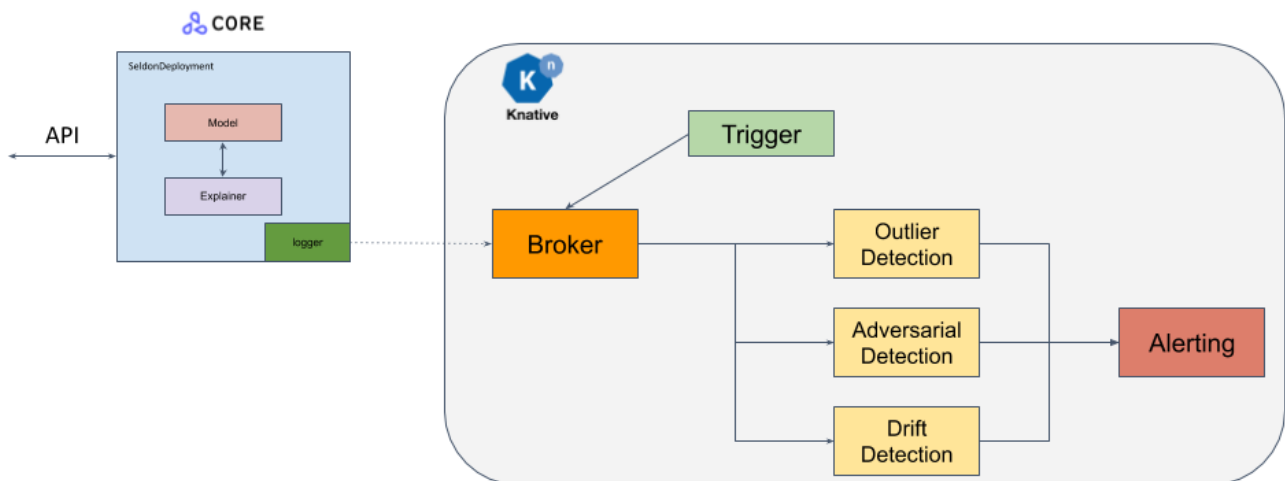 CORE
SeldonDeployment
Model
API
Explainer
logger
K
n
Knative
Trigger
Broker
Outlier
Detection
Adversarial
Detection
Drift
Detection
Alerting